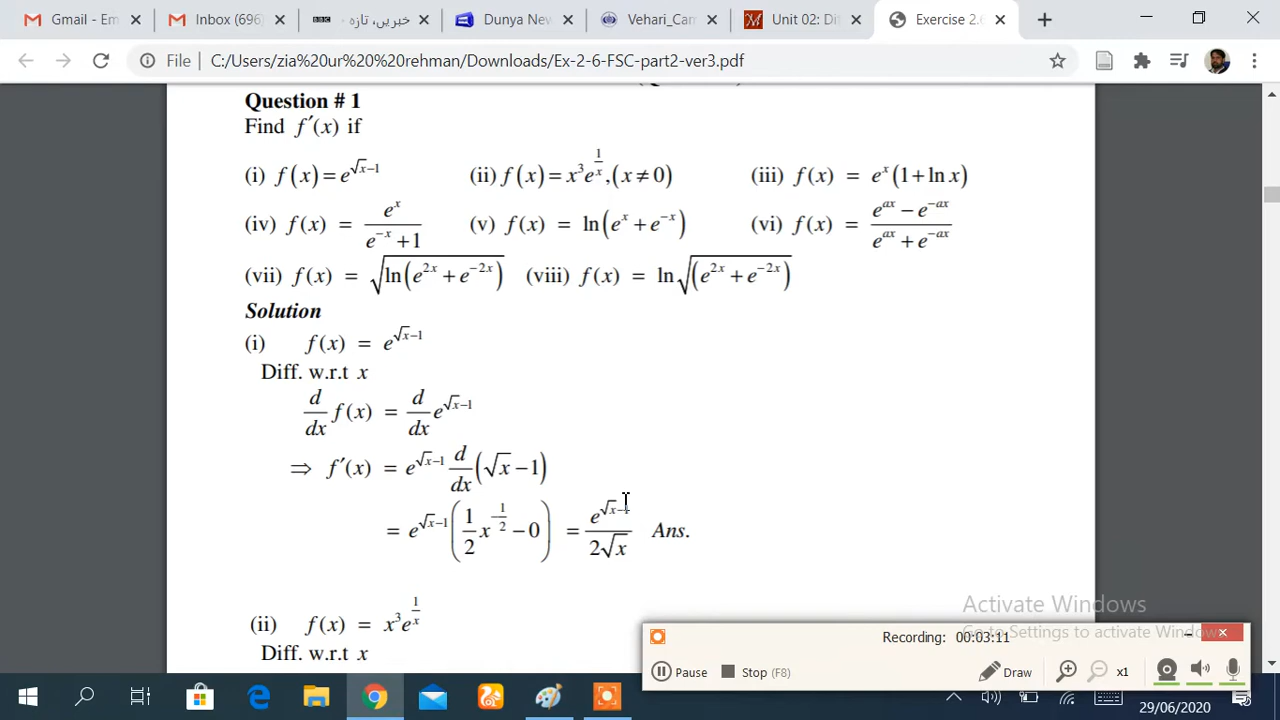 Gmail - Em
Inbox (696)
BBC خبریں، تازہ
Dunya New
Vehari_Cam
Unit 02: Di
Exercise 2.6
File C:/Users/zia%20ur%20%20rehman/Downloads/Ex-2-6-FSC-part2-ver3.pdf
Question # 1
Find f′(x) if
(i) f(x) = e^{√x−1} (ii) f(x) = x³e^{1/x}, (x ≠ 0) (iii) f(x) = e^x(1 + ln x)
(iv) f(x) = e^x/(e^{−x} + 1) (v) f(x) = ln(e^x + e^{−x}) (vi) f(x) = (e^{ax} − e^{−ax})/(e^{ax} + e^{−ax})
(vii) f(x) = √ln(e^{2x} + e^{−2x}) (viii) f(x) = ln√(e^{2x} + e^{−2x})
Solution
(i) f(x) = e^{√x−1}
Diff. w.r.t x
d/dx f(x) = d/dx e^{√x−1}
⇒ f′(x) = e^{√x−1} d/dx (√x − 1)
= e^{√x−1} (1/2 x^{−1/2} − 0) = e^{√x−1}/2√x Ans.
(ii) f(x) = x³e^{1/x}
Diff. w.r.t x
Activate Windows
Go to Settings to activate Windows.
Recording: 00:03:11
Pause Stop (F8) Draw x1
29/06/2020